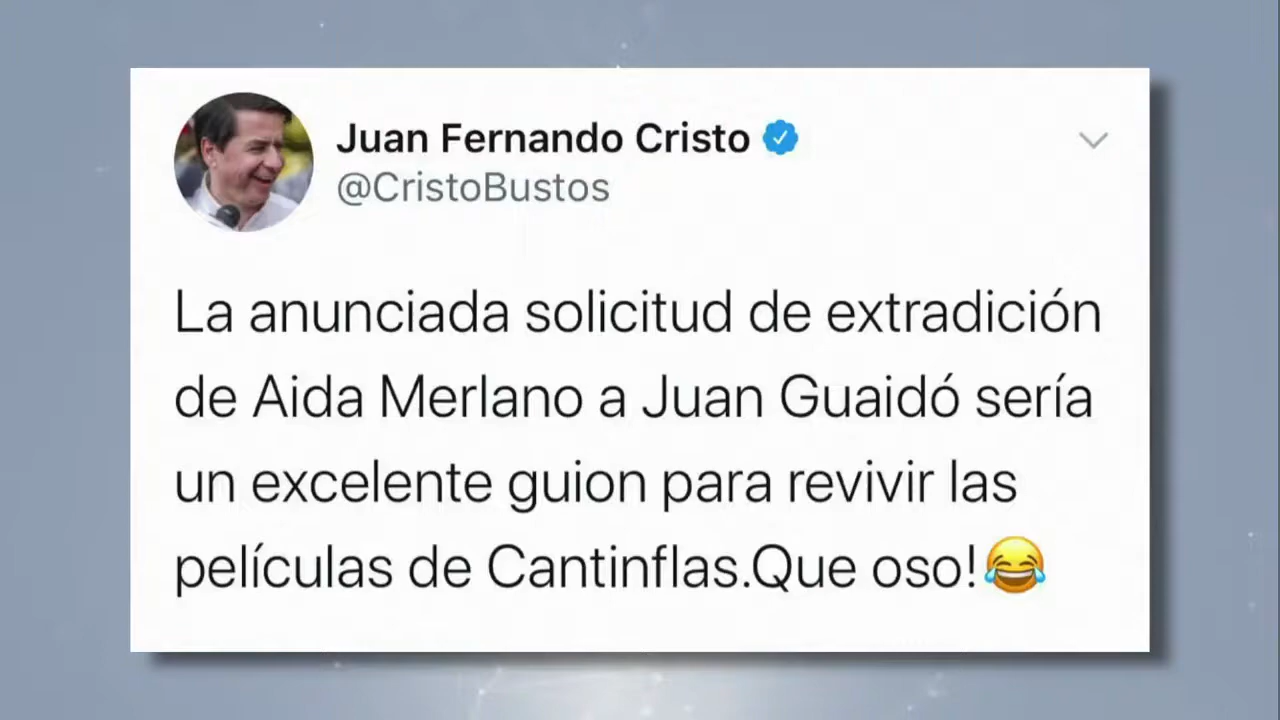 Juan Fernando Cristo
@CristoBustos
La anunciada solicitud de extradición
de Aida Merlano a Juan Guaidó sería
un excelente guion para revivir las
películas de Cantinflas.Que oso!😂